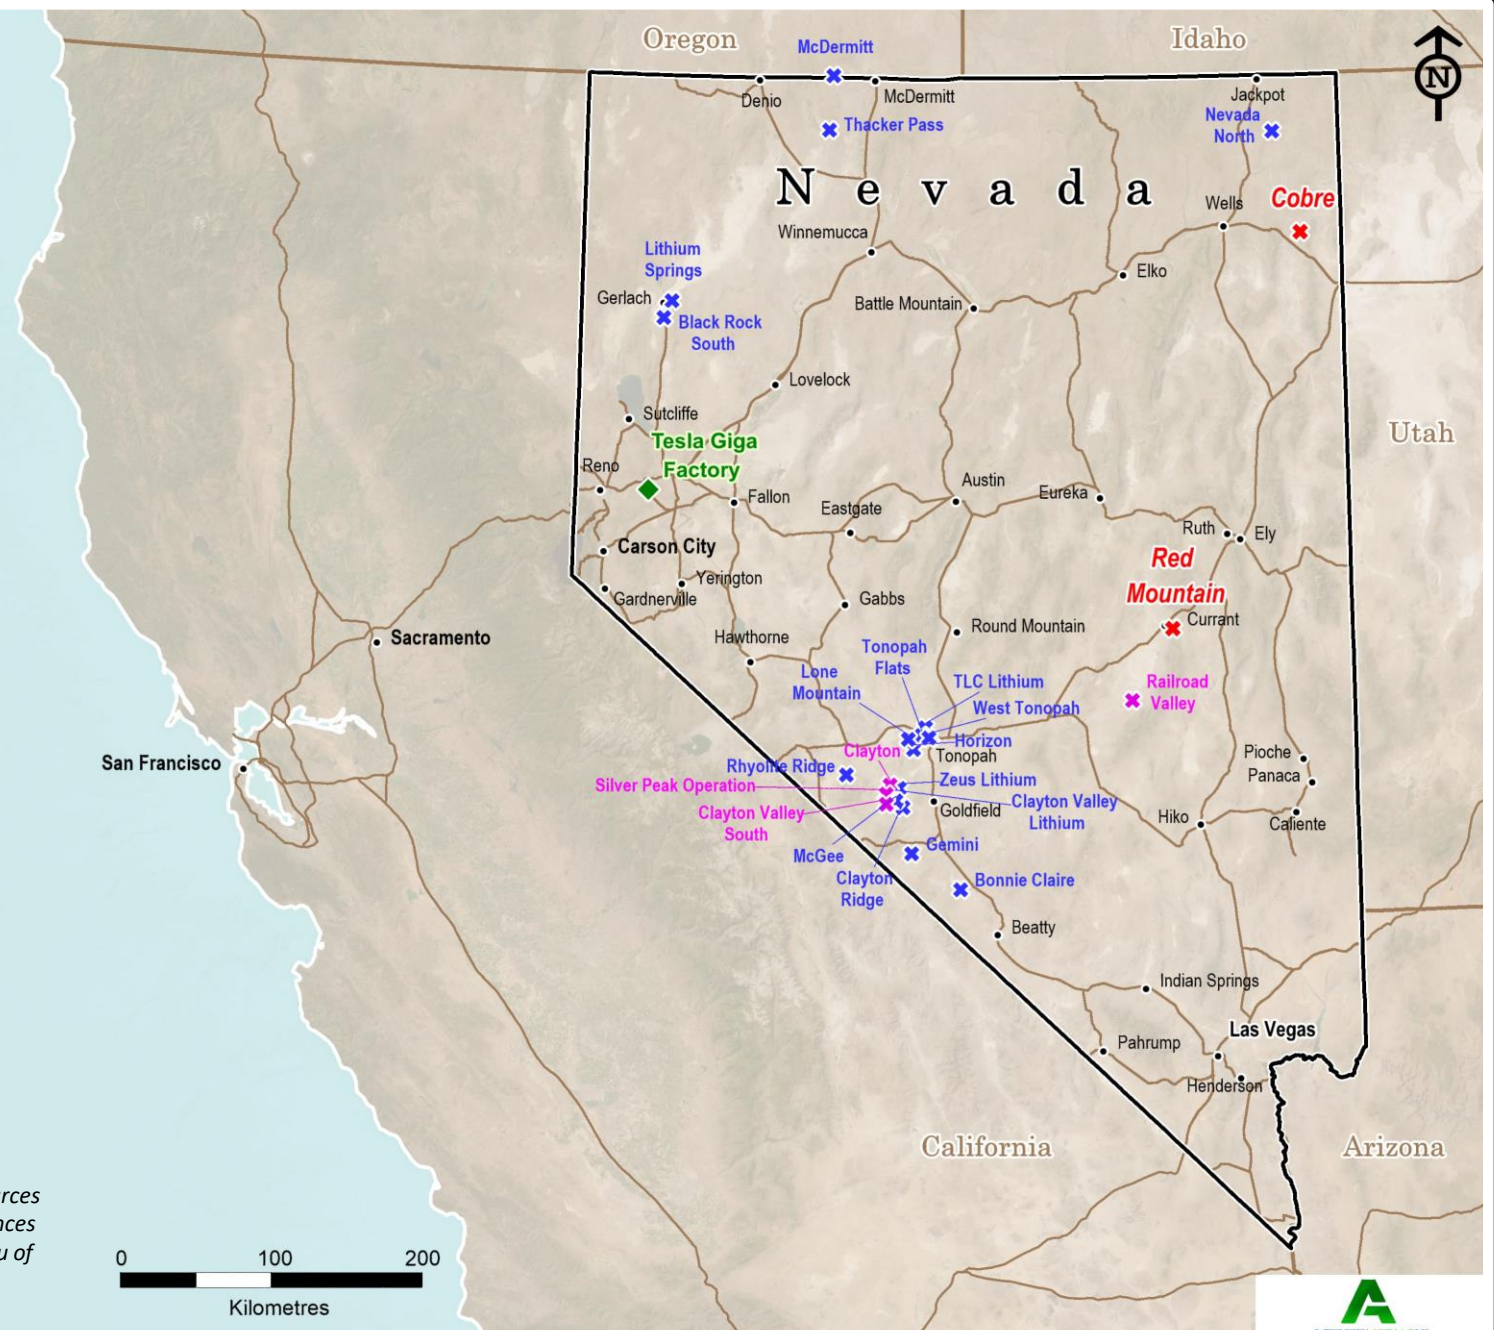 Oregon
McDermitt
Idaho
N
Denio
McDermitt
Jackpot
Thacker Pass
Nevada
North
Nevada
Cobre
Wells
Winnemucca
Lithium
Springs
Elko
Gerlach
Battle Mountain
Black Rock
South
Lovelock
Sutcliffe
Utah
Tesla Giga
Factory
Reno
Austin
Eureka
Fallon
Eastgate
Ruth
Ely
Carson City
Red
Mountain
Yerington
Gardnerville
Gabbs
Currant
Sacramento
Hawthorne
Round Mountain
Tonopah
Flats
Lone
Mountain
TLC Lithium
Railroad
Valley
West Tonopah
Horizon
Clayton
Tonopah
Pioche
San Francisco
Rhyolite Ridge
Panaca
Silver Peak Operation
Zeus Lithium
Clayton Valley
Lithium
Clayton Valley
South
Goldfield
Hiko
Caliente
McGee
Gemini
Clayton
Ridge
Bonnie Claire
Beatty
Indian Springs
Las Vegas
Pahrump
Henderson
California
Arizona
u of
0 100 200
Kilometres